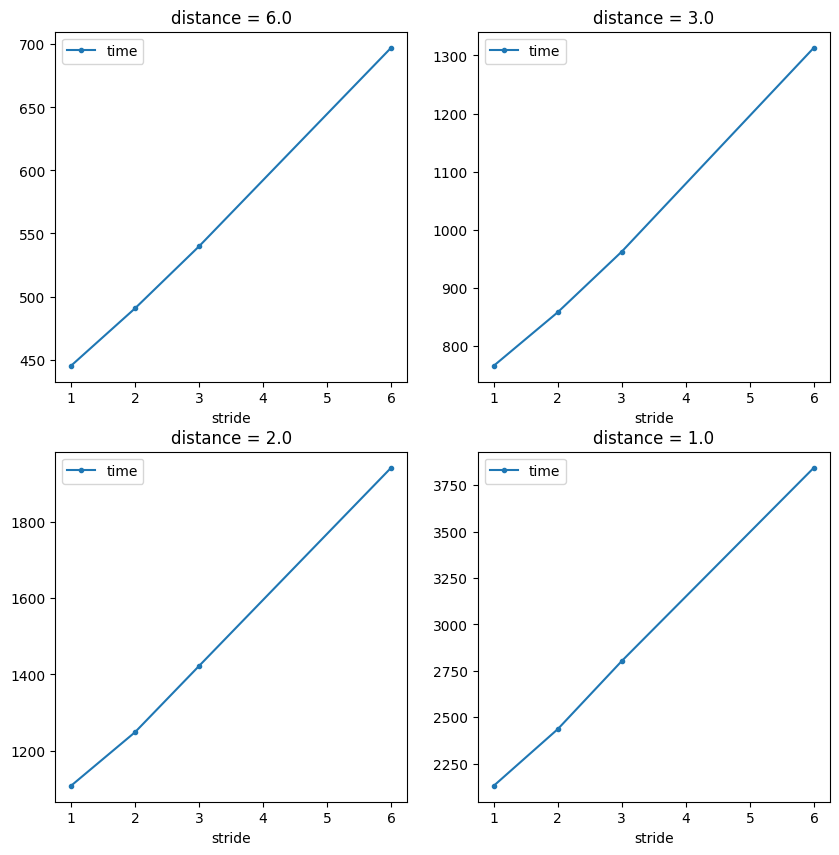 distance = 6.0
time
700
650
600
550
500
450
1 2 3 4 5 6
stride
distance = 3.0
time
1300
1200
1100
1000
900
800
1 2 3 4 5 6
stride
distance = 2.0
time
1800
1600
1400
1200
1 2 3 4 5 6
stride
distance = 1.0
time
3750
3500
3250
3000
2750
2500
2250
1 2 3 4 5 6
stride